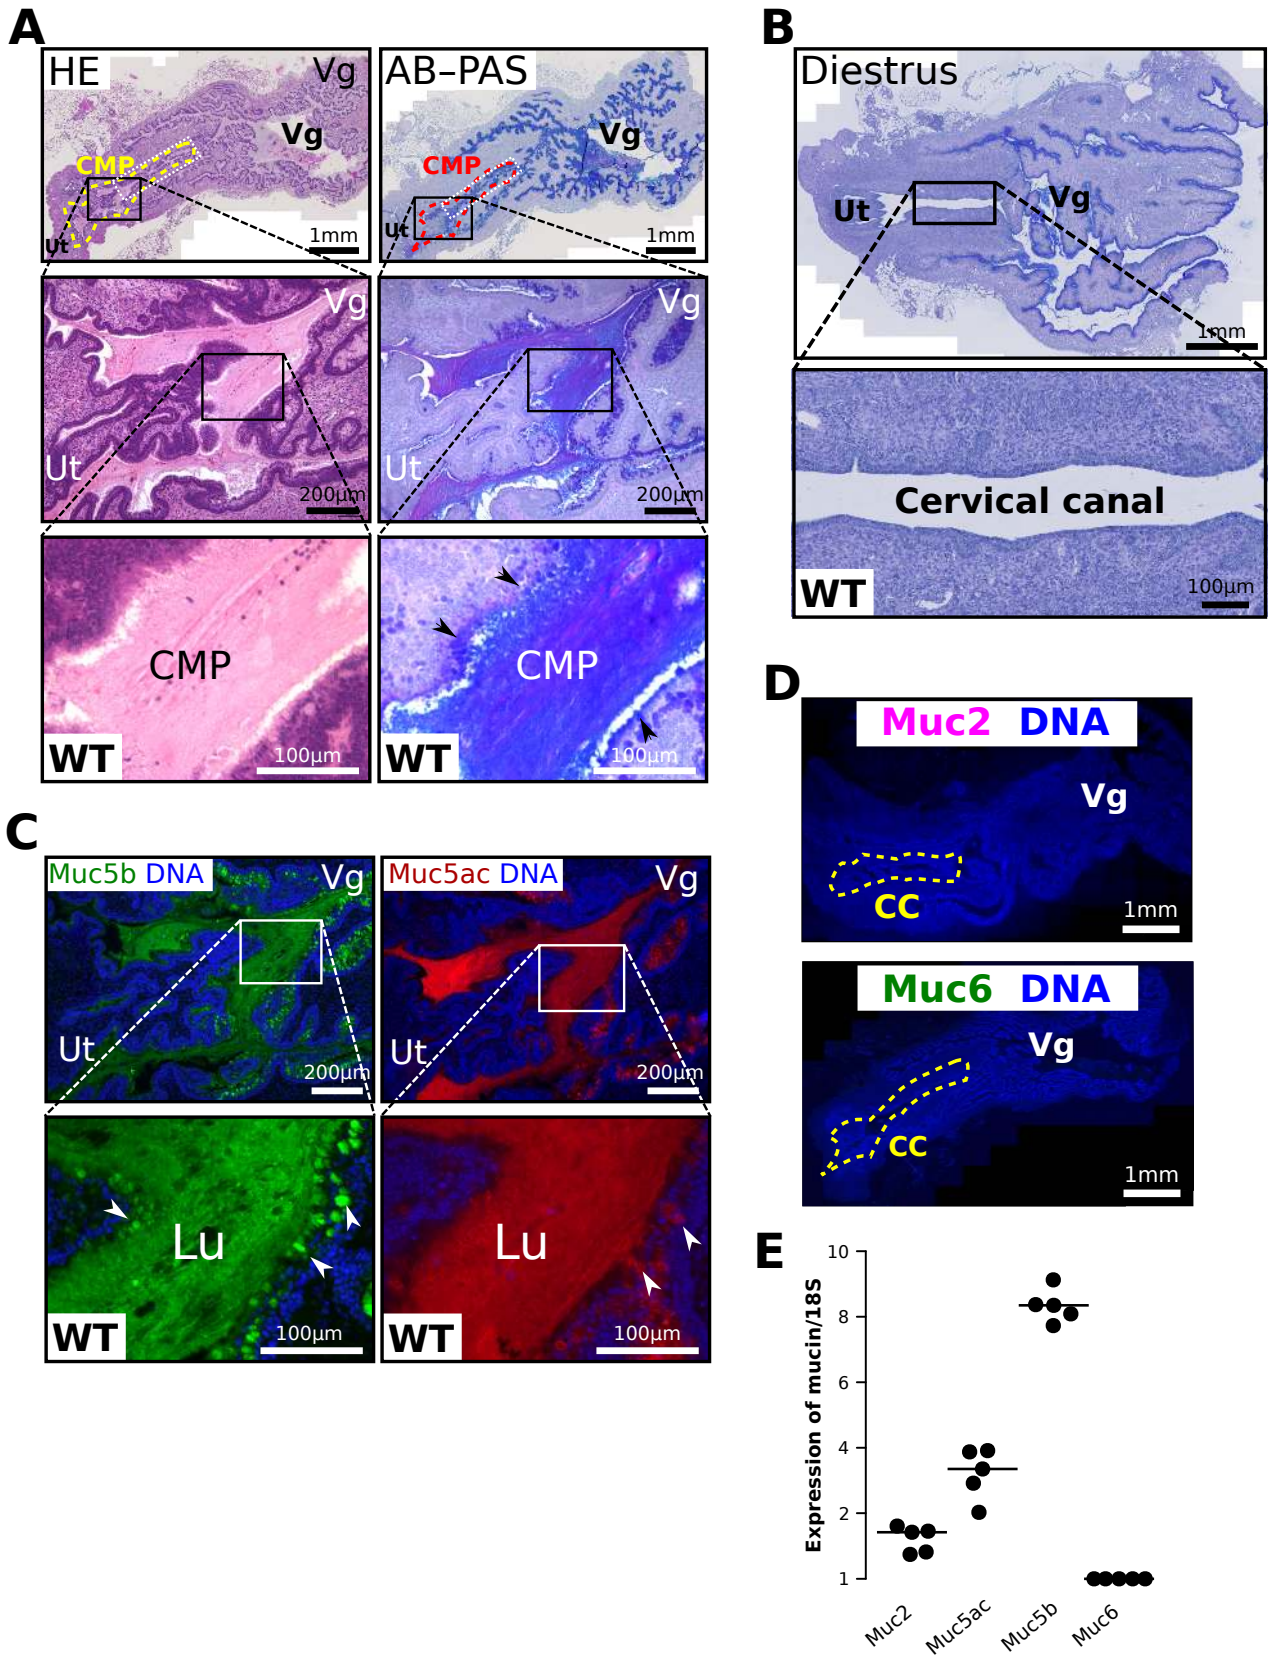 A
HE
Vg
Vg
CMP
Ut
1mm
AB–PAS
Vg
CMP
Ut
1mm
Vg
Ut
200µm
Vg
Ut
200µm
CMP
WT
100µm
CMP
100µm
B
Diestrus
Ut
Vg
1mm
Cervical canal
WT
100µm
C
Muc5b DNA
Vg
Ut
200µm
Muc5ac DNA
Vg
Ut
200µm
Lu
WT
100µm
Lu
WT
100µm
D
Muc2 DNA
Vg
CC
1mm
Muc6 DNA
Vg
CC
1mm
E
Expression of mucin/18S
10
8
6
4
2
1
Muc2
Muc5ac
Muc5b
Muc6